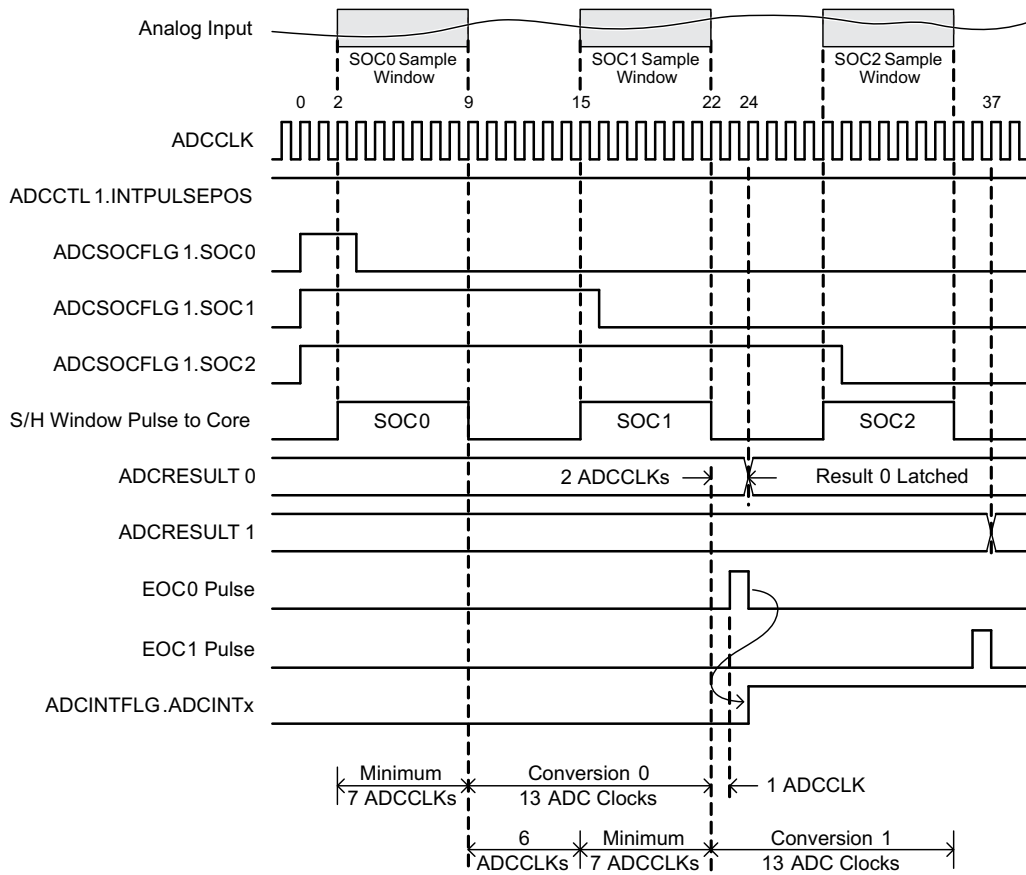 Analog Input
SOC0 Sample
Window
SOC1 Sample
Window
SOC2 Sample
Window
0 2 9 15 22 24 37
ADCCLK
ADCCTL 1.INTPULSEPOS
ADCSOCFLG 1.SOC0
ADCSOCFLG 1.SOC1
ADCSOCFLG 1.SOC2
S/H Window Pulse to Core
SOC0
SOC1
SOC2
ADCRESULT 0
2 ADCCLKs
Result 0 Latched
ADCRESULT 1
EOC0 Pulse
EOC1 Pulse
ADCINTFLG .ADCINTx
Minimum
7 ADCCLKs
Conversion 0
13 ADC Clocks
1 ADCCLK
6
ADCCLKs
Minimum
7 ADCCLKs
Conversion 1
13 ADC Clocks